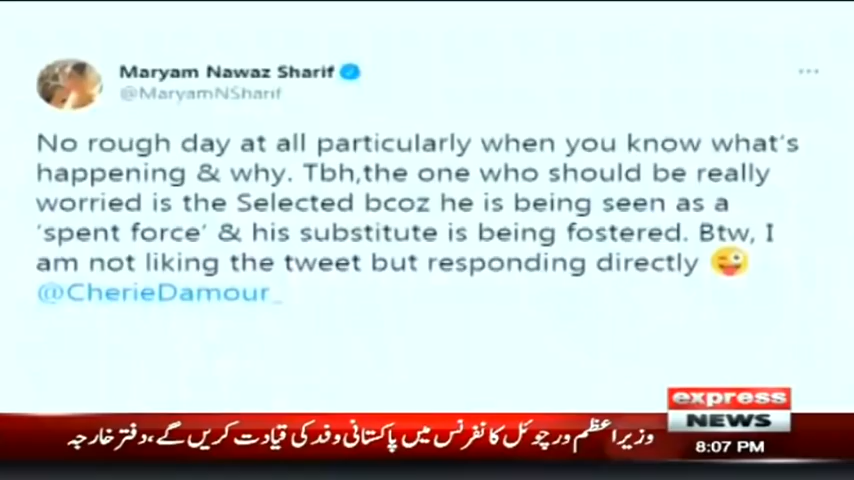 Maryam Nawaz Sharif
@MaryamNSharif
No rough day at all particularly when you know what's
happening & why. Tbh,the one who should be really
worried is the Selected bcoz he is being seen as a
'spent force' & his substitute is being fostered. Btw, I
am not liking the tweet but responding directly 😜
@CherieDamour_
express
NEWS
8:07 PM
وزیراعظم ورچوئل کانفرنس میں پاکستانی وفد کی قیادت کریں گے، دفتر خارجہ